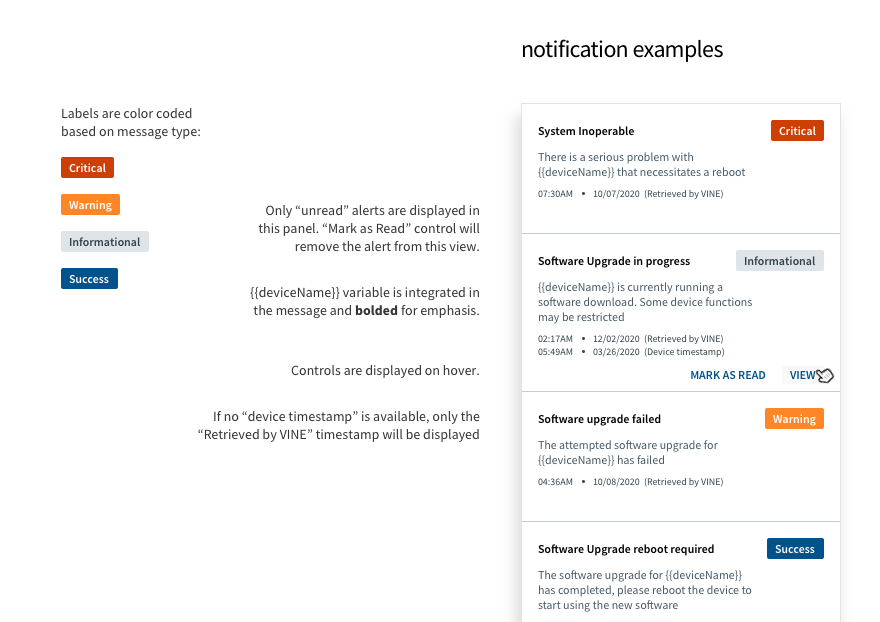 notification examples
Labels are color coded
based on message type:
Critical
Warning
Informational
Success
Only “unread” alerts are displayed in
this panel. “Mark as Read” control will
remove the alert from this view.
{{deviceName}} variable is integrated in
the message and bolded for emphasis.
Controls are displayed on hover.
If no “device timestamp” is available, only the
“Retrieved by VINE” timestamp will be displayed
System Inoperable
Critical
There is a serious problem with
{{deviceName}} that necessitates a reboot
07:30AM • 10/07/2020 (Retrieved by VINE)
Software Upgrade in progress
Informational
{{deviceName}} is currently running a
software download. Some device functions
may be restricted
02:17AM • 12/02/2020 (Retrieved by VINE)
05:49AM • 03/26/2020 (Device timestamp)
MARK AS READ VIEW
Software upgrade failed
Warning
The attempted software upgrade for
{{deviceName}} has failed
04:36AM • 10/08/2020 (Retrieved by VINE)
Software Upgrade reboot required
Success
The software upgrade for {{deviceName}}
has completed, please reboot the device to
start using the new software